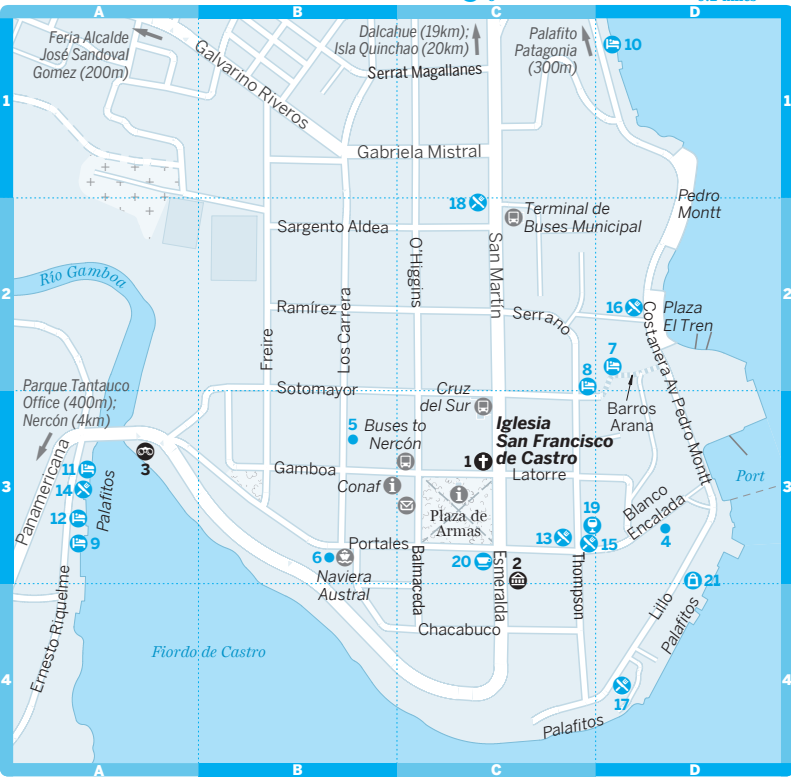 A
B
C
D
Feria Alcalde
José Sandoval
Gomez (200m)
Galvarino Riveros
Dalcahue (19km);
Isla Quinchao (20km)
Serrat Magallanes
Palafito
Patagonia
(300m)
10
1
1
Gabriela Mistral
18
Terminal de
Buses Municipal
Pedro
Montt
Sargento Aldea
O'Higgins
San Martín
Río Gamboa
2
2
Ramírez
Los Carrera
Freire
Serrano
16
Plaza
El Tren
Costanera Av Pedro Montt
7
8
Parque Tantauco
Office (400m);
Nercón (4km)
Sotomayor
Cruz
del Sur
Barros
Arana
5
Buses to
Nercón
Iglesia
San Francisco
de Castro
1
Panamericana
11
3
Gamboa
Latorre
Port
3
3
14
Palafitos
Conaf
Plaza de
Armas
12
19
Blanco
Encalada
4
9
Portales
13
15
6
Naviera
Austral
Balmaceda
20
Esmeralda
2
Thompson
21
Ernesto Riquelme
Chacabuco
Lillo
Palafitos
Fiordo de Castro
4
4
17
Palafitos
A
B
C
D